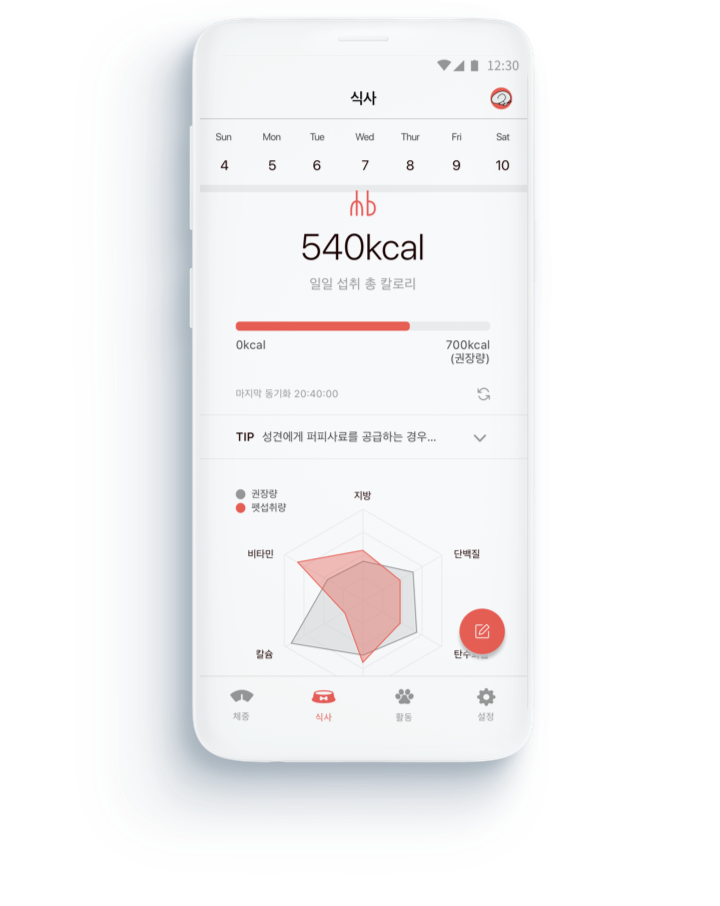 12:30
식사
Sun Mon Tue Wed Thur Fri Sat
4 5 6 7 8 9 10
540kcal
일일 섭취 총 칼로리
0kcal 700kcal
(권장량)
마지막 동기화 20:40:00
TIP 성견에게 퍼피사료를 공급하는 경우...
권장량
펫섭취량
지방
비타민 단백질
칼슘
체중 식사 활동 설정